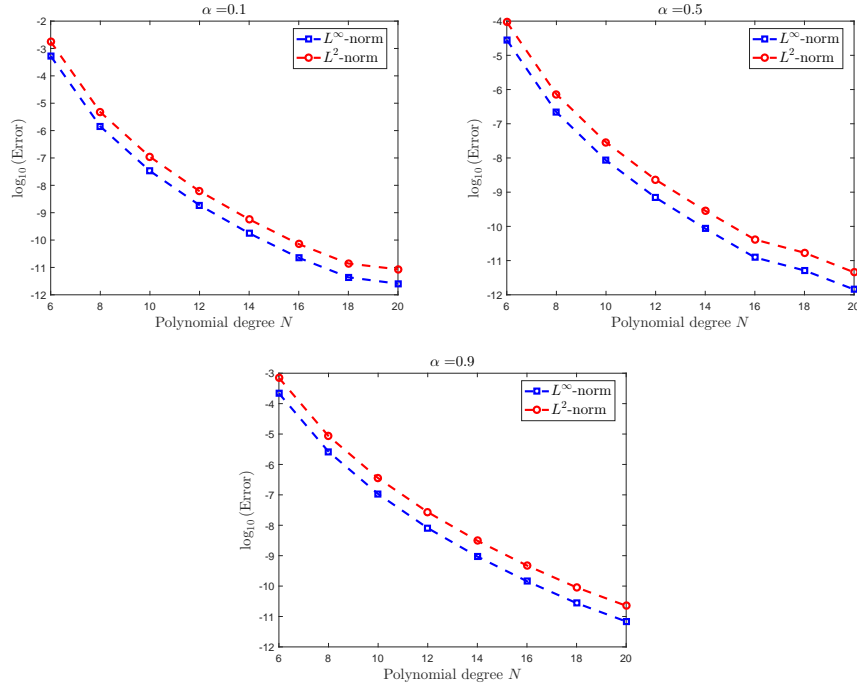 α =0.1
L∞-norm
L2-norm
-2
-3
-4
-5
-6
-7
-8
-9
-10
-11
-12
log10(Error)
6 8 10 12 14 16 18 20
Polynomial degree N
α =0.5
L∞-norm
L2-norm
-4
-5
-6
-7
-8
-9
-10
-11
-12
log10(Error)
6 8 10 12 14 16 18 20
Polynomial degree N
α =0.9
L∞-norm
L2-norm
-3
-4
-5
-6
-7
-8
-9
-10
-11
-12
log10(Error)
6 8 10 12 14 16 18 20
Polynomial degree N